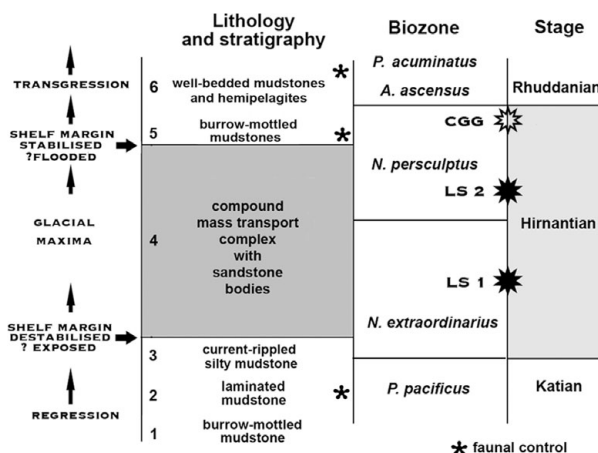 Lithology
and stratigraphy
Biozone
Stage
TRANSGRESSION
6
well-bedded mudstones
and hemipelagites
*
P. acuminatus
A. ascensus
Rhuddanian
SHELF MARGIN
STABILISED
?FLOODED
5
burrow-mottled
mudstones
*
CGG
N. persculptus
LS 2
GLACIAL
MAXIMA
4
compound
mass transport
complex
with
sandstone
bodies
Hirnantian
LS 1
N. extraordinarius
SHELF MARGIN
DESTABILISED
? EXPOSED
3
current-rippled
silty mudstone
2
laminated
mudstone
*
P. pacificus
Katian
REGRESSION
1
burrow-mottled
mudstone
* faunal control